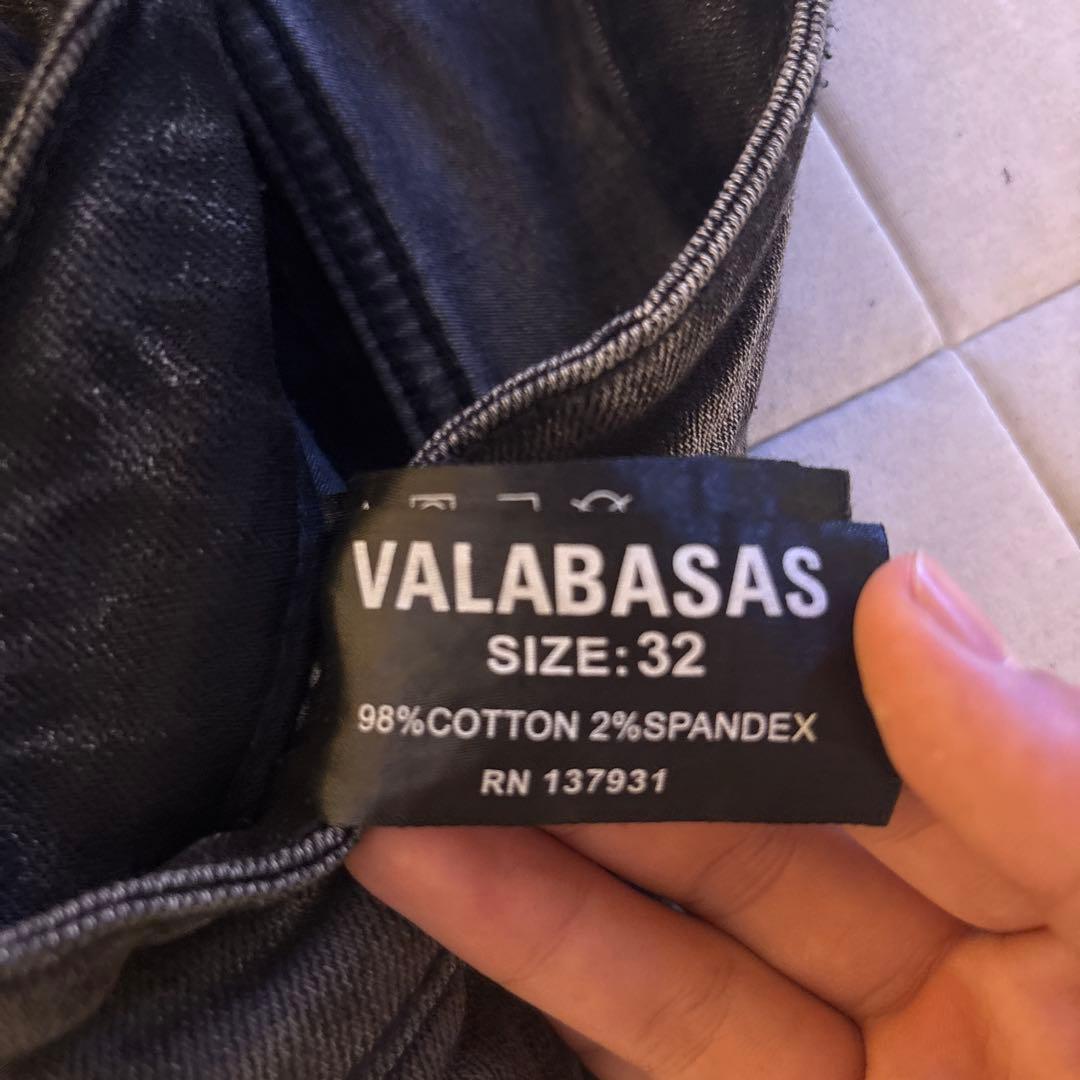 VALABASAS
SIZE: 32
98%COTTON 2%SPANDEX
RN 137931